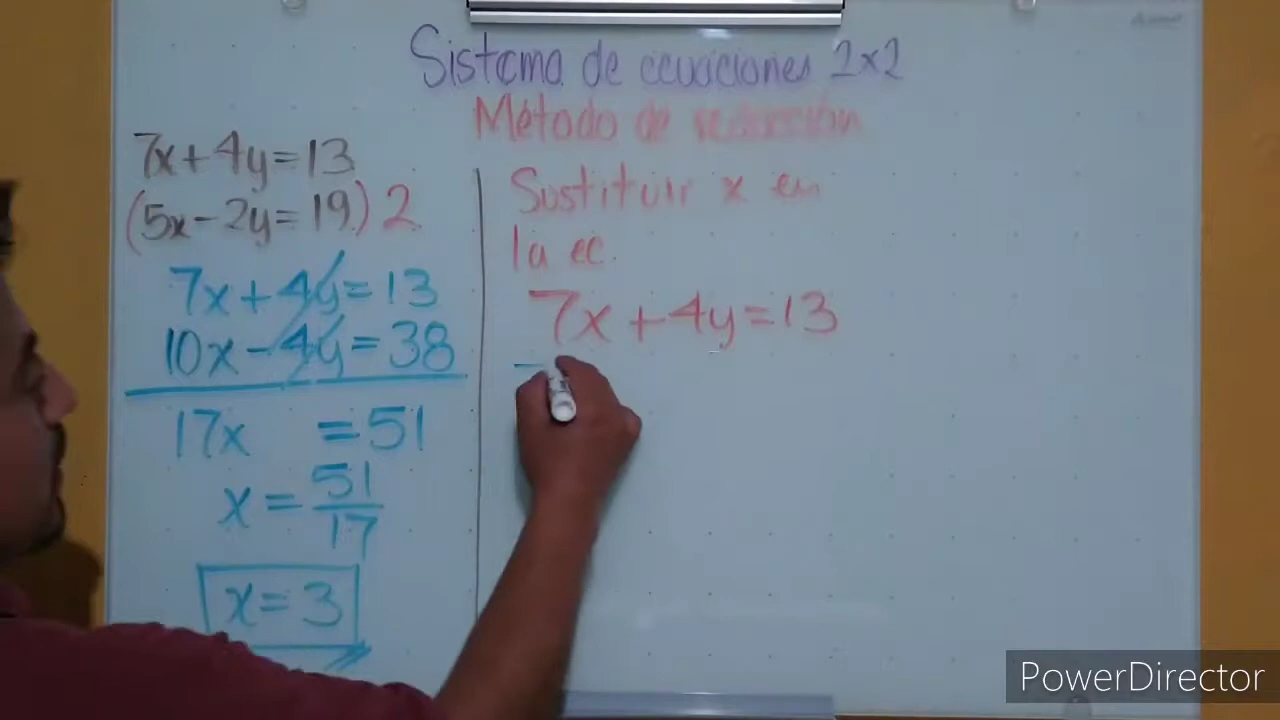 Sistema de ecuaciones 2x2
Método de reducción
7x+4y=13
(5x-2y=19)2
7x+4y=13
10x-4y=38
17x =51
x=51/17
x=3
Sustituir x en
la ec.
7x+4y=13
PowerDirector